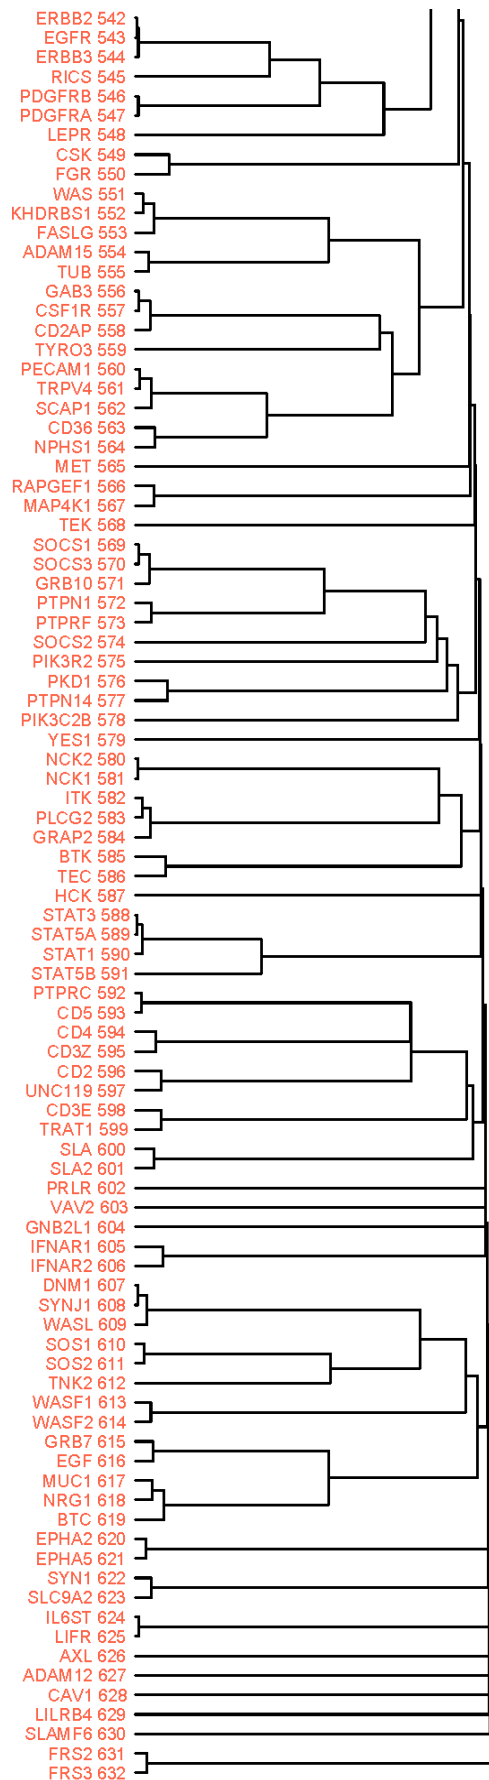 ERBB2 542
EGFR 543
ERBB3 544
RICS 545
PDGFRB 546
PDGFRA 547
LEPR 548
CSK 549
FGR 550
WAS 551
KHDRBS1 552
FASLG 553
ADAM15 554
TUB 555
GAB3 556
CSF1R 557
CD2AP 558
TYRO3 559
PECAM1 560
TRPV4 561
SCAP1 562
CD36 563
NPHS1 564
MET 565
RAPGEF1 566
MAP4K1 567
TEK 568
SOCS1 569
SOCS3 570
GRB10 571
PTPN1 572
PTPRF 573
SOCS2 574
PIK3R2 575
PKD1 576
PTPN14 577
PIK3C2B 578
YES1 579
NCK2 580
NCK1 581
ITK 582
PLCG2 583
GRAP2 584
BTK 585
TEC 586
HCK 587
STAT3 588
STAT5A 589
STAT1 590
STAT5B 591
PTPRC 592
CD5 593
CD4 594
CD3Z 595
CD2 596
UNC119 597
CD3E 598
TRAT1 599
SLA 600
SLA2 601
PRLR 602
VAV2 603
GNB2L1 604
IFNAR1 605
IFNAR2 606
DNM1 607
SYNJ1 608
WASL 609
SOS1 610
SOS2 611
TNK2 612
WASF1 613
WASF2 614
GRB7 615
EGF 616
MUC1 617
NRG1 618
BTC 619
EPHA2 620
EPHA5 621
SYN1 622
SLC9A2 623
IL6ST 624
LIFR 625
AXL 626
ADAM12 627
CAV1 628
LILRB4 629
SLAMF6 630
FRS2 631
FRS3 632